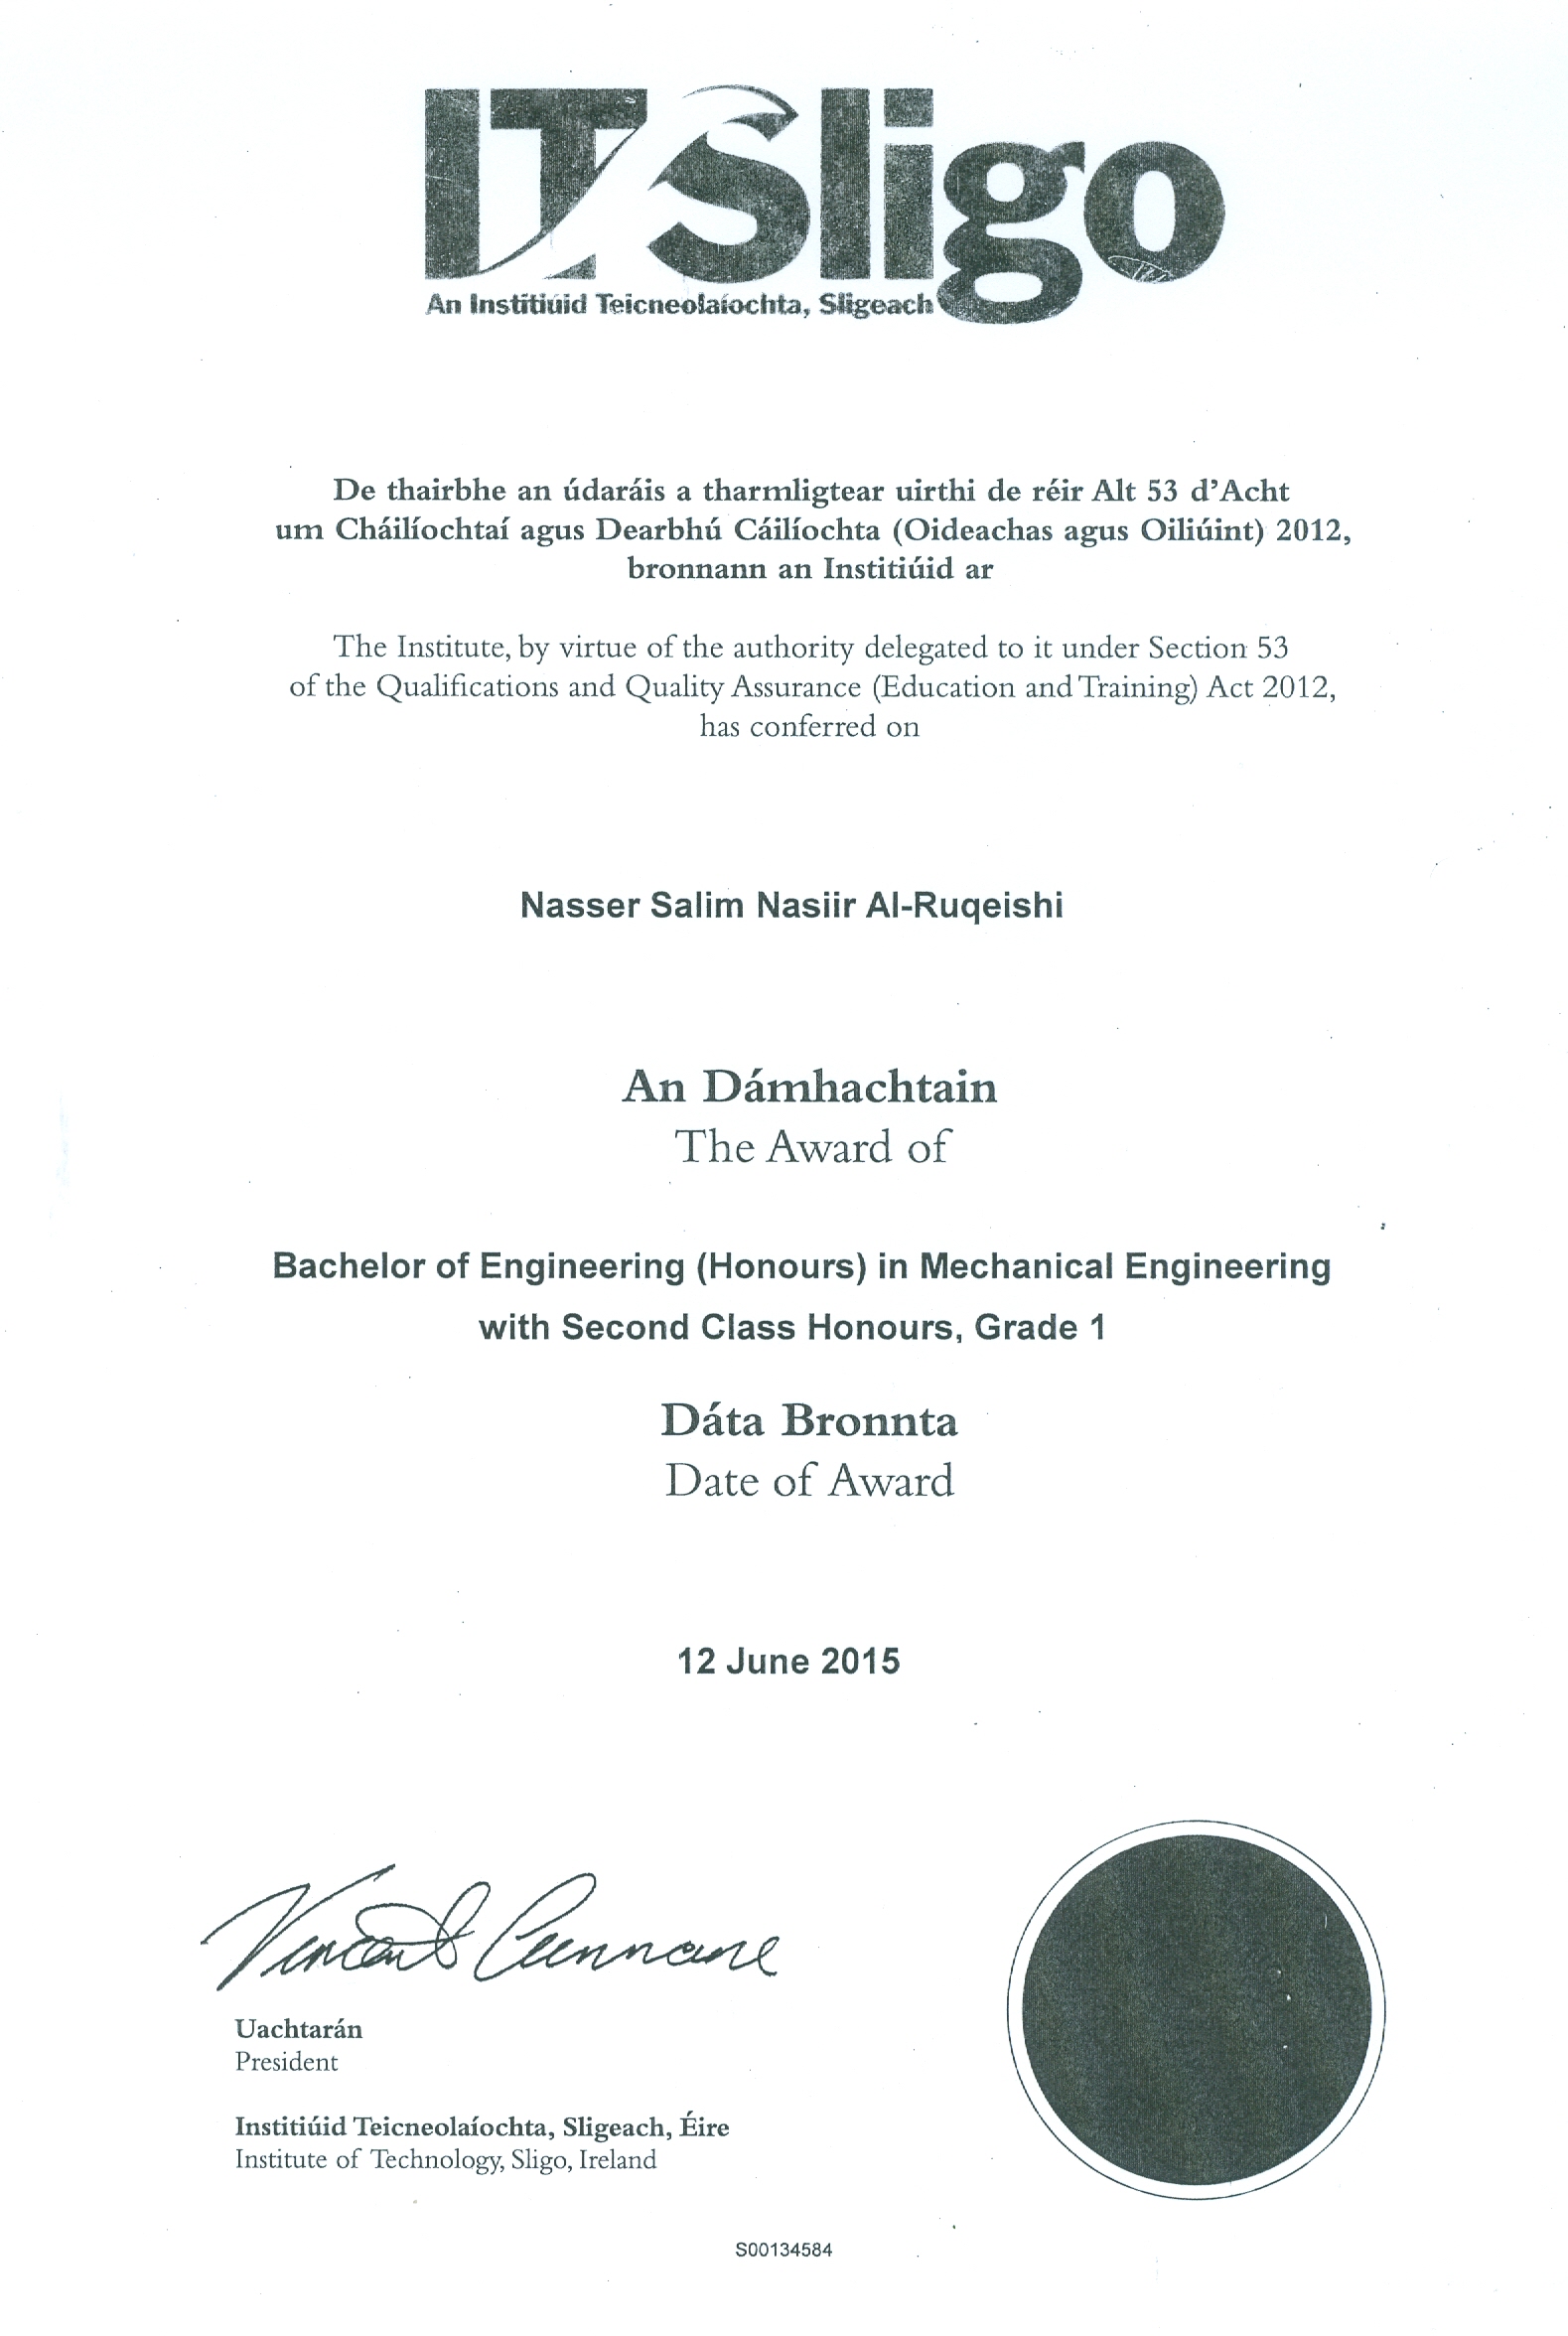 IT Sligo
An Institiúid Teicneolaíochta, Sligeach
De thairbhe an údaráis a tharmligtear uirthi de réir Alt 53 d'Acht
um Cháilíochtaí agus Dearbhú Cáilíochta (Oideachas agus Oiliúint) 2012,
bronnann an Institiúid ar
The Institute, by virtue of the authority delegated to it under Section 53
of the Qualifications and Quality Assurance (Education and Training) Act 2012,
has conferred on
Nasser Salim Nasiir Al-Ruqeishi
An Dámhachtain
The Award of
Bachelor of Engineering (Honours) in Mechanical Engineering
with Second Class Honours, Grade 1
Dáta Bronnta
Date of Award
12 June 2015
Vincent Cunnane
Uachtarán
President
Institiúid Teicneolaíochta, Sligeach, Éire
Institute of Technology, Sligo, Ireland
S00134584